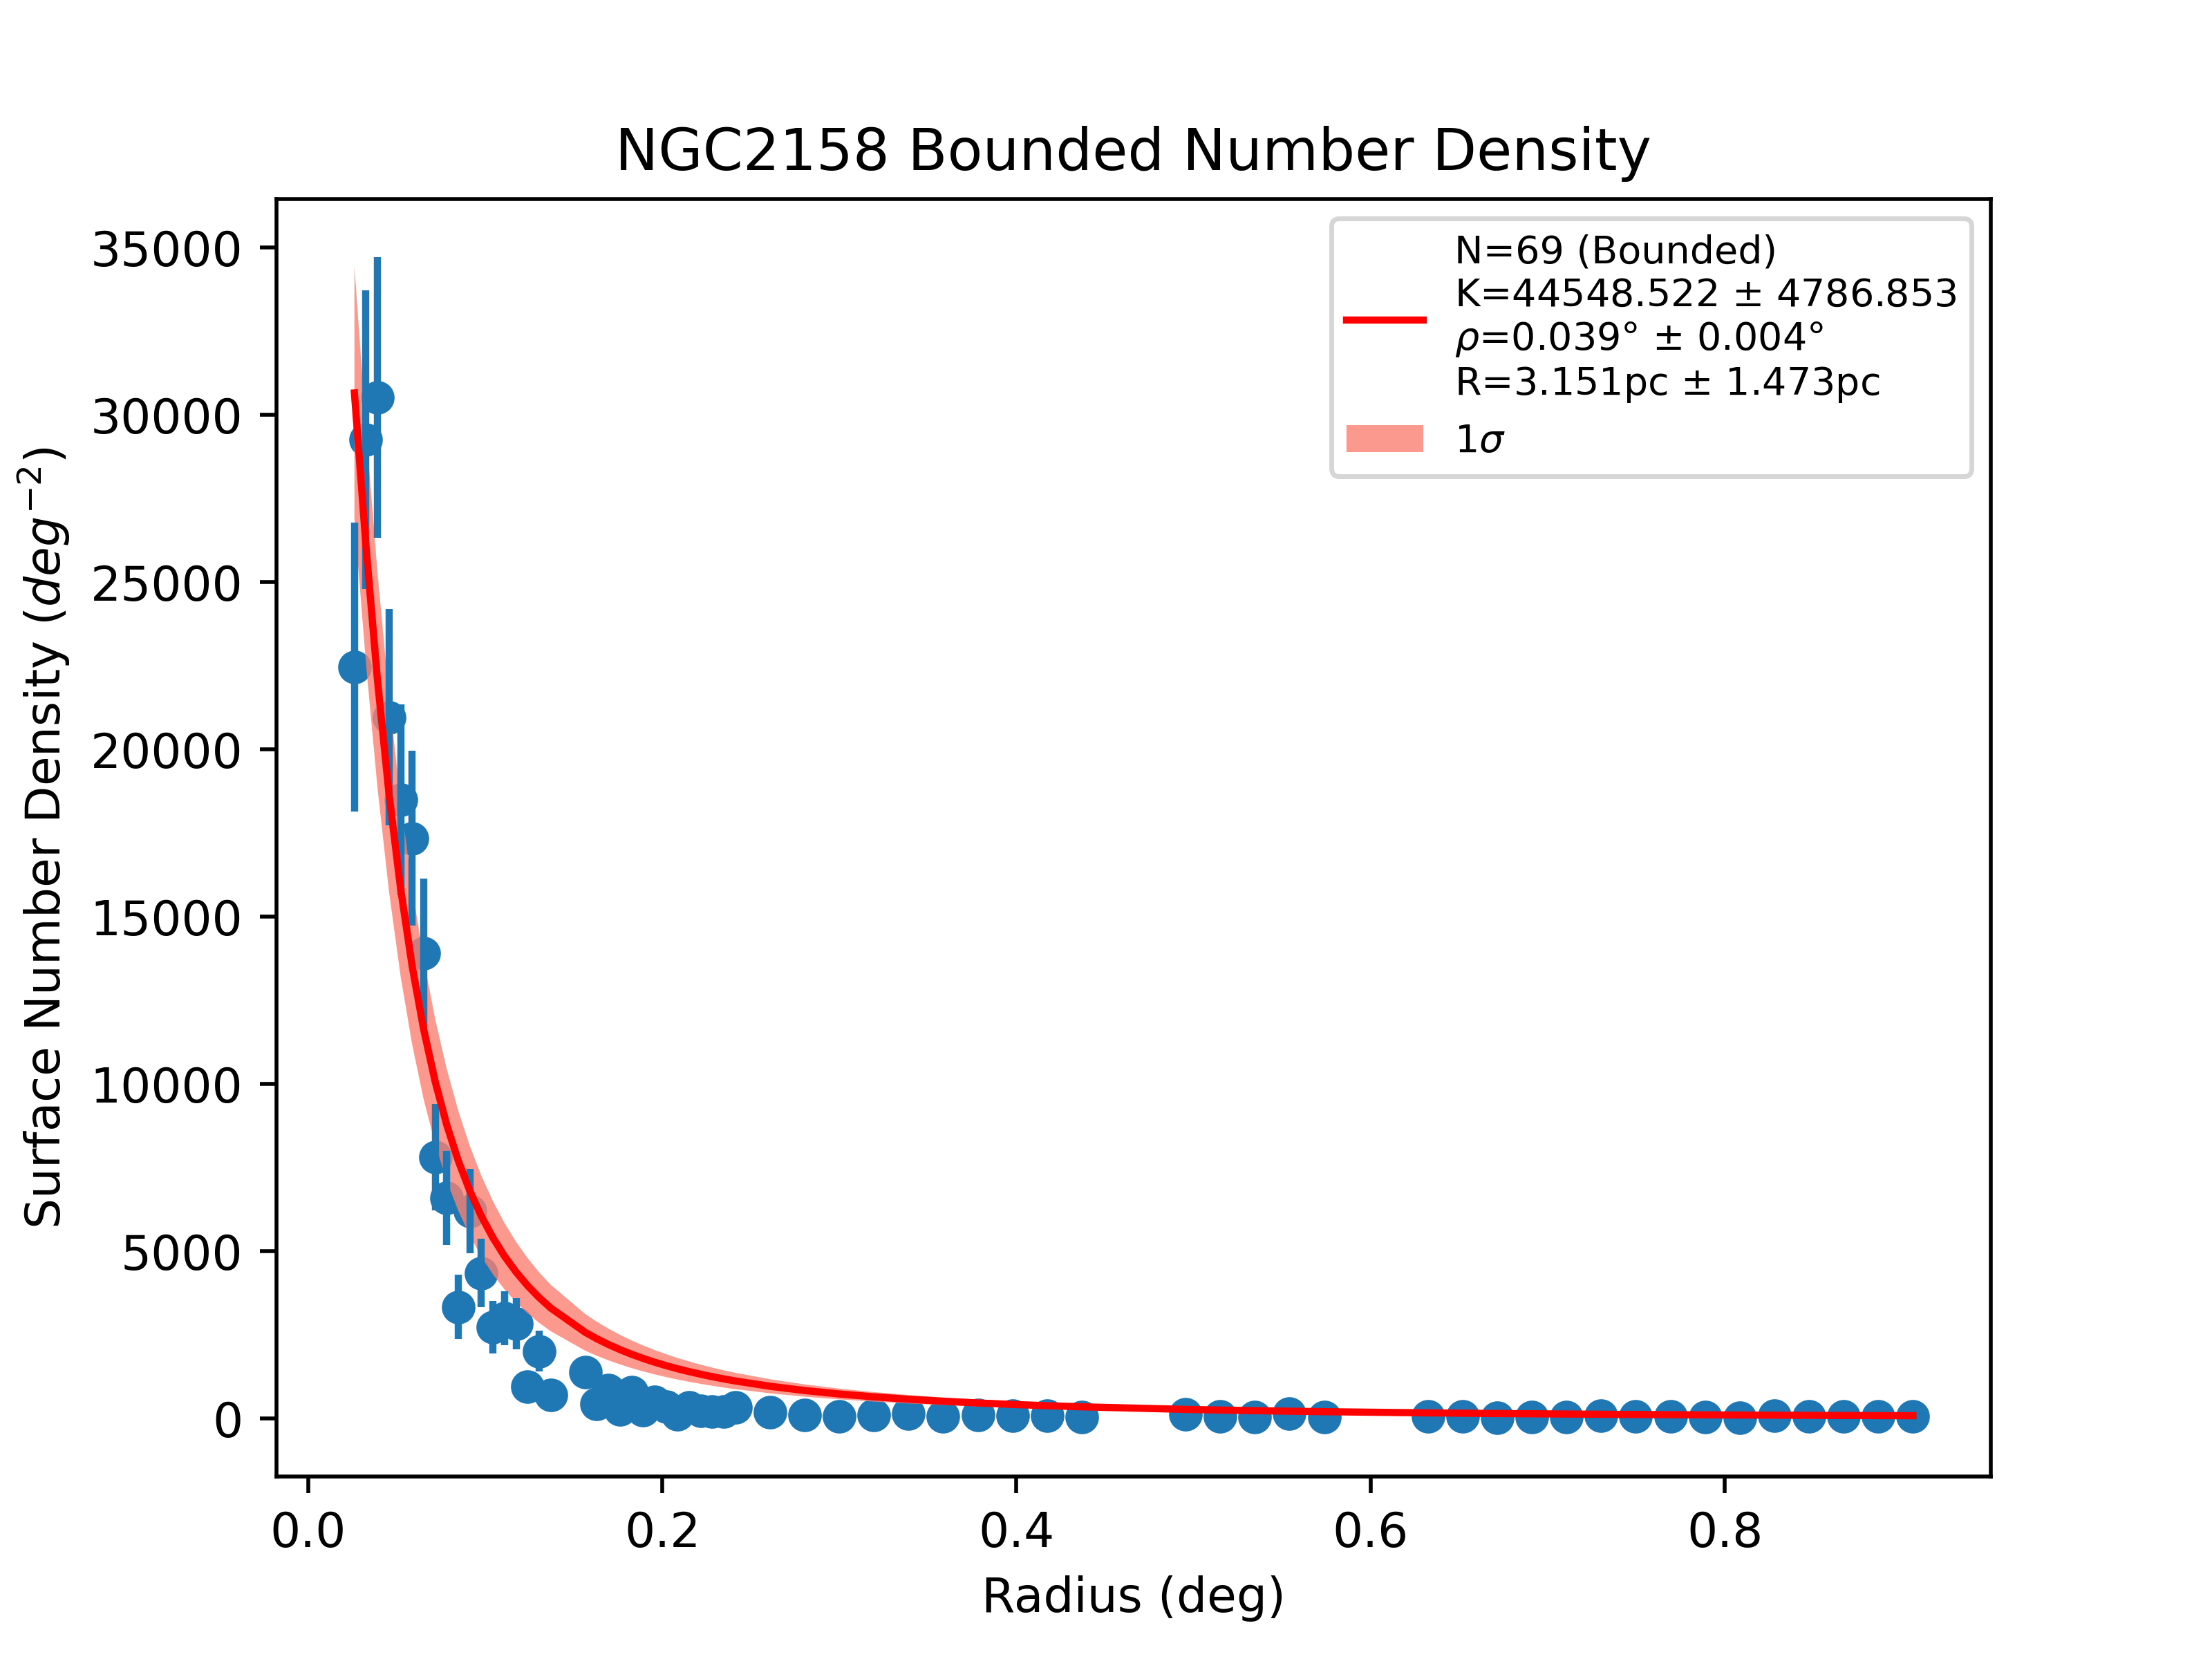 NGC2158 Bounded Number Density
N=69 (Bounded)
K=44548.522 ± 4786.853
ρ=0.039° ± 0.004°
R=3.151pc ± 1.473pc
1σ
Surface Number Density (deg⁻²)
35000
30000
25000
20000
15000
10000
5000
0
0.0 0.2 0.4 0.6 0.8
Radius (deg)